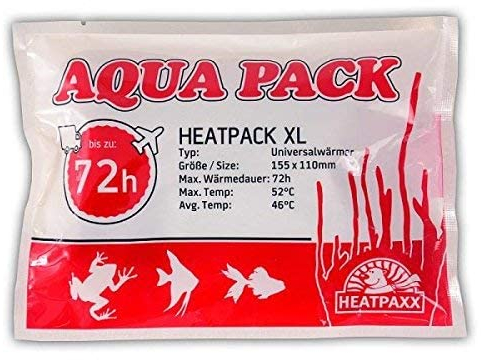 AQUA PACK
bis zu:
72h
HEATPACK XL
Typ: Universalwärmer
Größe / Size: 155 x 110mm
Max. Wärmedauer: 72h
Max. Temp: 52°C
Avg. Temp: 46°C
HEATPAXX